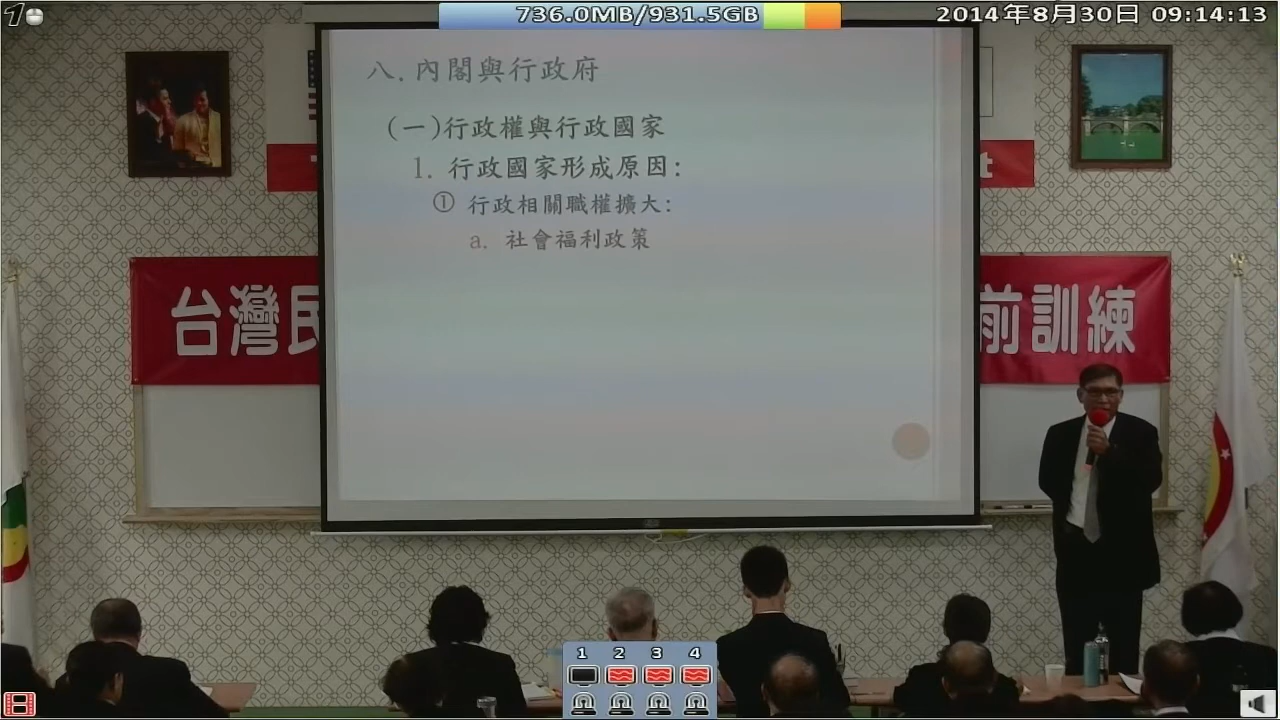 1
736.0MB/931.5GB
2014年8月30日 09:14:13
八.內閣與行政府
(一)行政權與行政國家
1. 行政國家形成原因:
① 行政相關職權擴大:
a. 社會福利政策
t
台灣民
前訓練
1 2 3 4